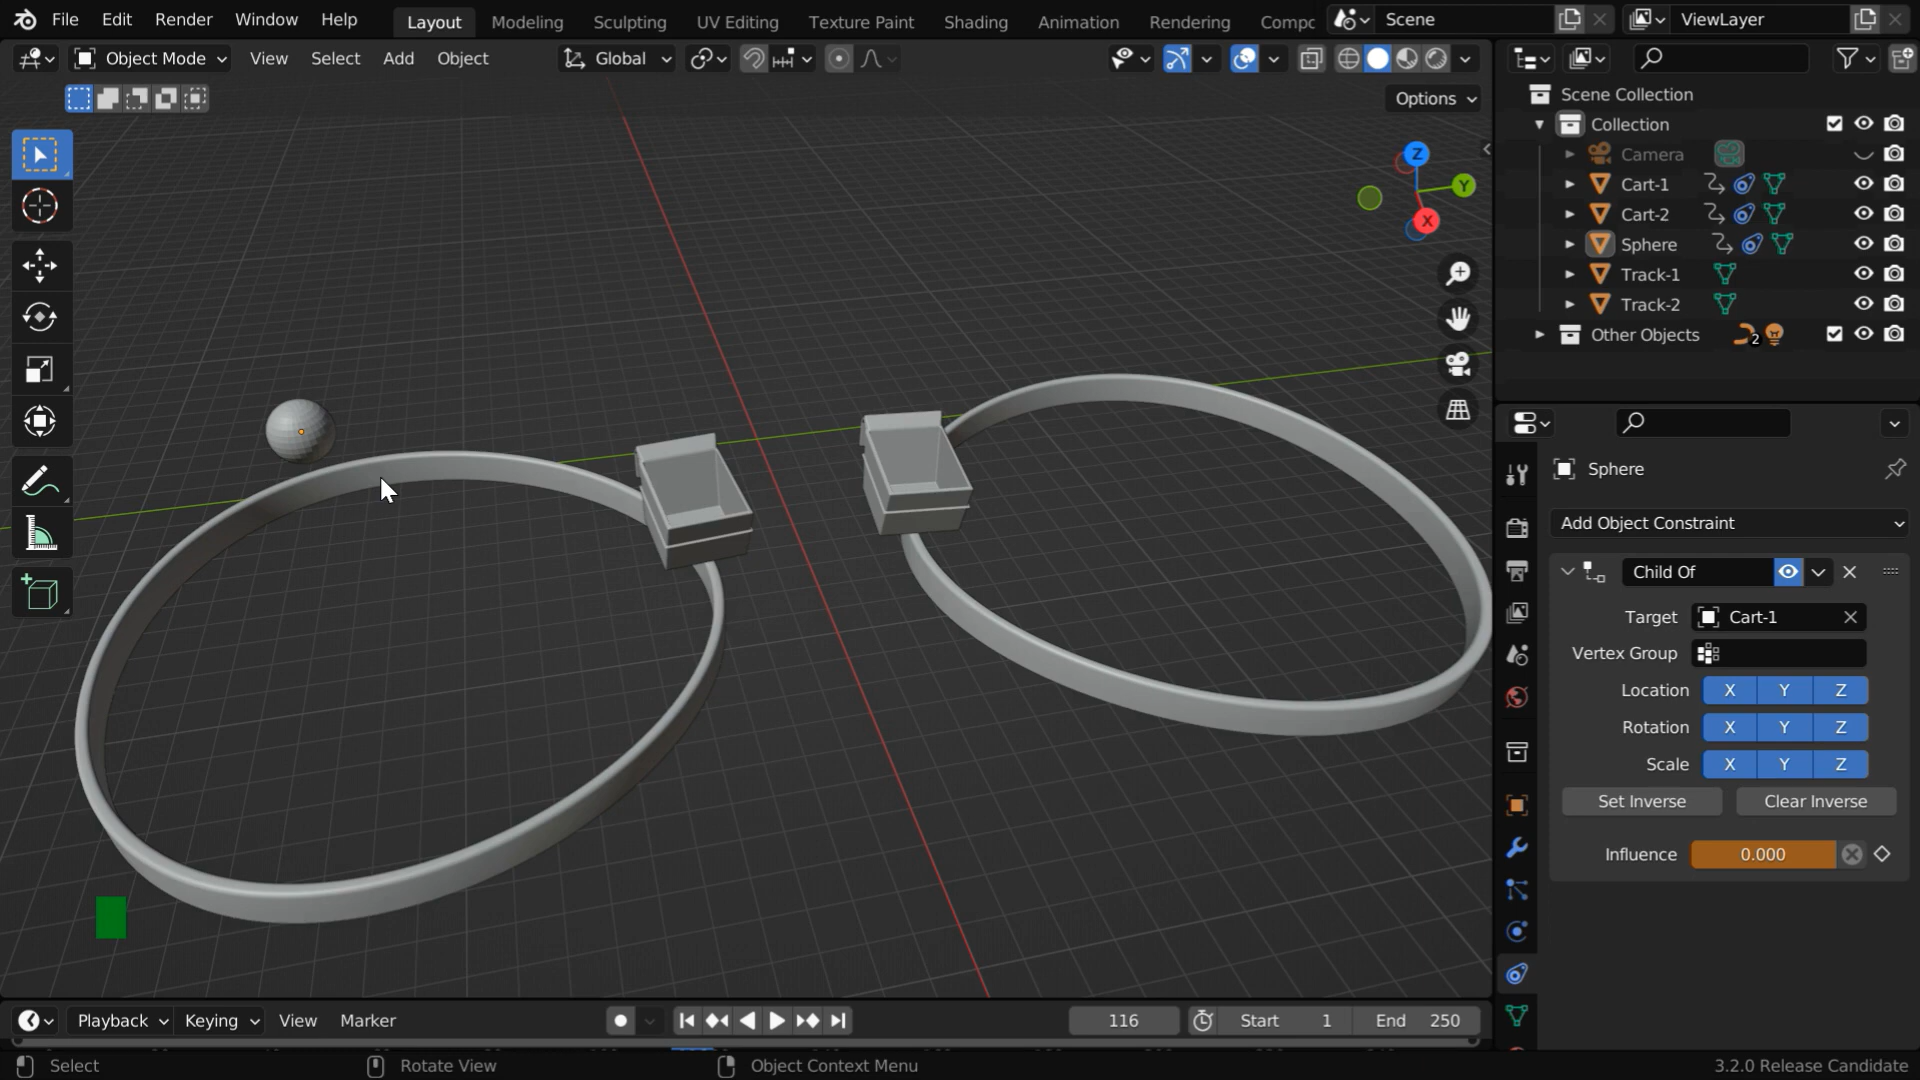 File Edit Render Window Help
Layout Modeling Sculpting UV Editing Texture Paint Shading Animation Rendering Compc
Scene
ViewLayer
Object Mode View Select Add Object
Global
Options
Z
Y
X
Scene Collection
Collection
Camera
Cart-1
Cart-2
Sphere
Track-1
Track-2
Other Objects
2
Sphere
Add Object Constraint
Child Of
Target Cart-1
Vertex Group
Location X Y Z
Rotation X Y Z
Scale X Y Z
Set Inverse Clear Inverse
Influence 0.000
Playback Keying View Marker
116
Start 1
End 250
Select
Rotate View
Object Context Menu
3.2.0 Release Candidate